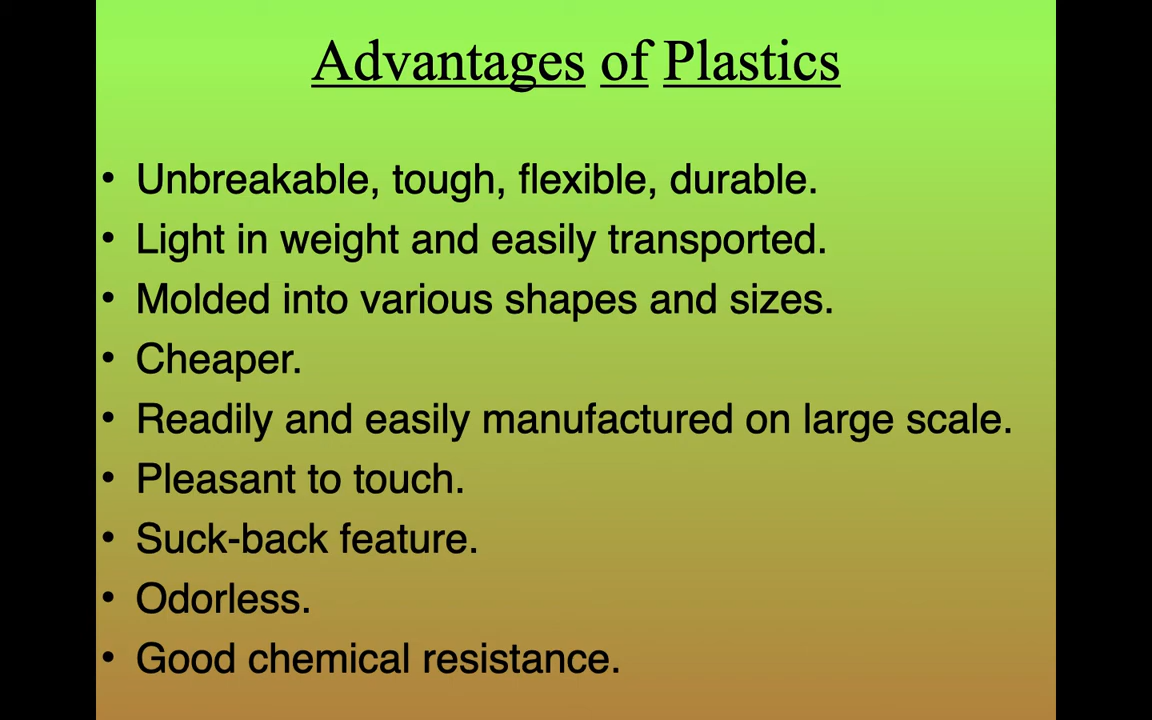 Advantages of Plastics
• Unbreakable, tough, flexible, durable.
• Light in weight and easily transported.
• Molded into various shapes and sizes.
• Cheaper.
• Readily and easily manufactured on large scale.
• Pleasant to touch.
• Suck-back feature.
• Odorless.
• Good chemical resistance.